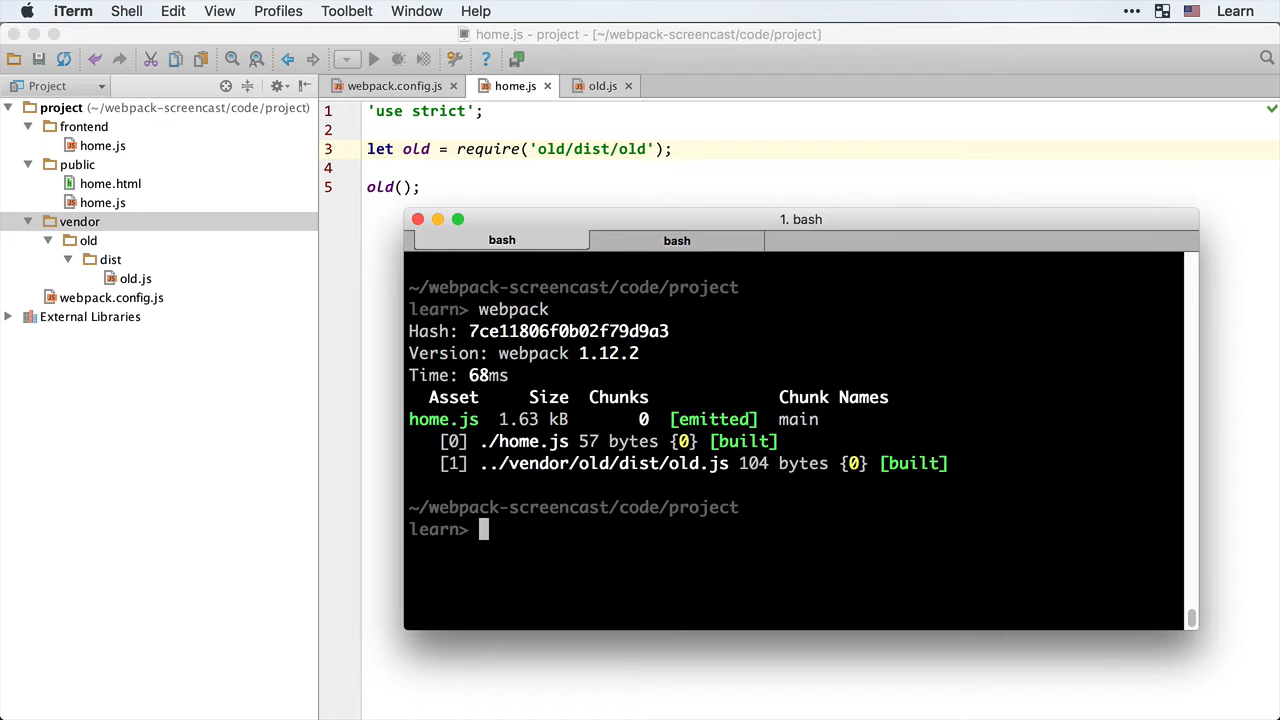 iTerm Shell Edit View Profiles Toolbelt Window Help ••• Learn
home.js - project - [~/webpack-screencast/code/project]
Project
webpack.config.js
home.js
old.js
project (~/webpack-screencast/code/project)
frontend
home.js
public
home.html
home.js
vendor
old
dist
old.js
webpack.config.js
External Libraries
1 'use strict';
2
3 let old = require('old/dist/old');
4
5 old();
1. bash
bash bash
~/webpack-screencast/code/project
learn> webpack
Hash: 7ce11806f0b02f79d9a3
Version: webpack 1.12.2
Time: 68ms
Asset Size Chunks Chunk Names
home.js 1.63 kB 0 [emitted] main
[0] ./home.js 57 bytes {0} [built]
[1] ../vendor/old/dist/old.js 104 bytes {0} [built]
~/webpack-screencast/code/project
learn>